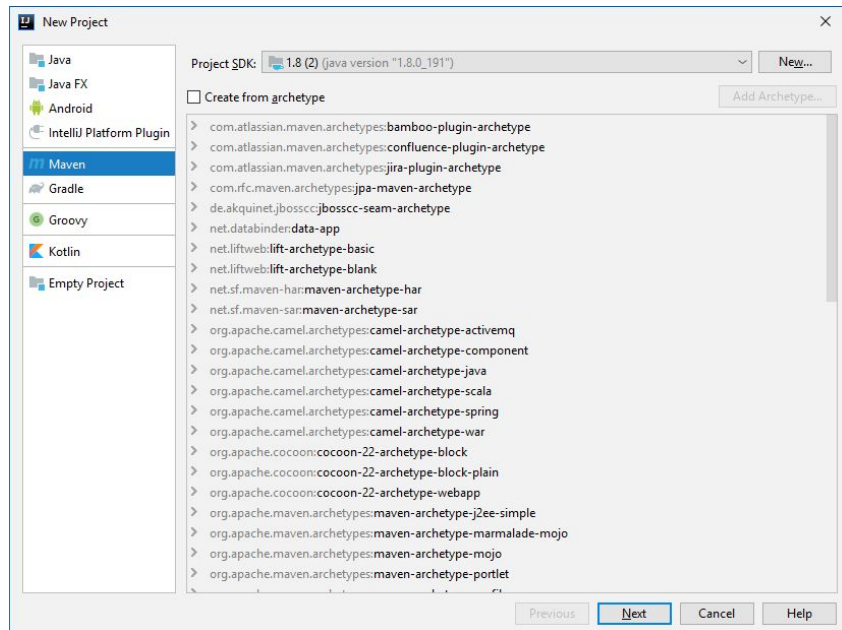 New Project
Java
Java FX
Android
IntelliJ Platform Plugin
Maven
Gradle
Groovy
Kotlin
Empty Project
Project SDK: 1.8 (2) (java version "1.8.0_191") New...
Create from archetype Add Archetype...
com.atlassian.maven.archetypes:bamboo-plugin-archetype
com.atlassian.maven.archetypes:confluence-plugin-archetype
com.atlassian.maven.archetypes:jira-plugin-archetype
com.rfc.maven.archetypes:jpa-maven-archetype
de.akquinet.jbosscc:jbosscc-seam-archetype
net.databinder:data-app
net.liftweb:lift-archetype-basic
net.liftweb:lift-archetype-blank
net.sf.maven-har:maven-archetype-har
net.sf.maven-sar:maven-archetype-sar
org.apache.camel.archetypes:camel-archetype-activemq
org.apache.camel.archetypes:camel-archetype-component
org.apache.camel.archetypes:camel-archetype-java
org.apache.camel.archetypes:camel-archetype-scala
org.apache.camel.archetypes:camel-archetype-spring
org.apache.camel.archetypes:camel-archetype-war
org.apache.cocoon:cocoon-22-archetype-block
org.apache.cocoon:cocoon-22-archetype-block-plain
org.apache.cocoon:cocoon-22-archetype-webapp
org.apache.maven.archetypes:maven-archetype-j2ee-simple
org.apache.maven.archetypes:maven-archetype-marmalade-mojo
org.apache.maven.archetypes:maven-archetype-mojo
org.apache.maven.archetypes:maven-archetype-portlet
Previous Next Cancel Help